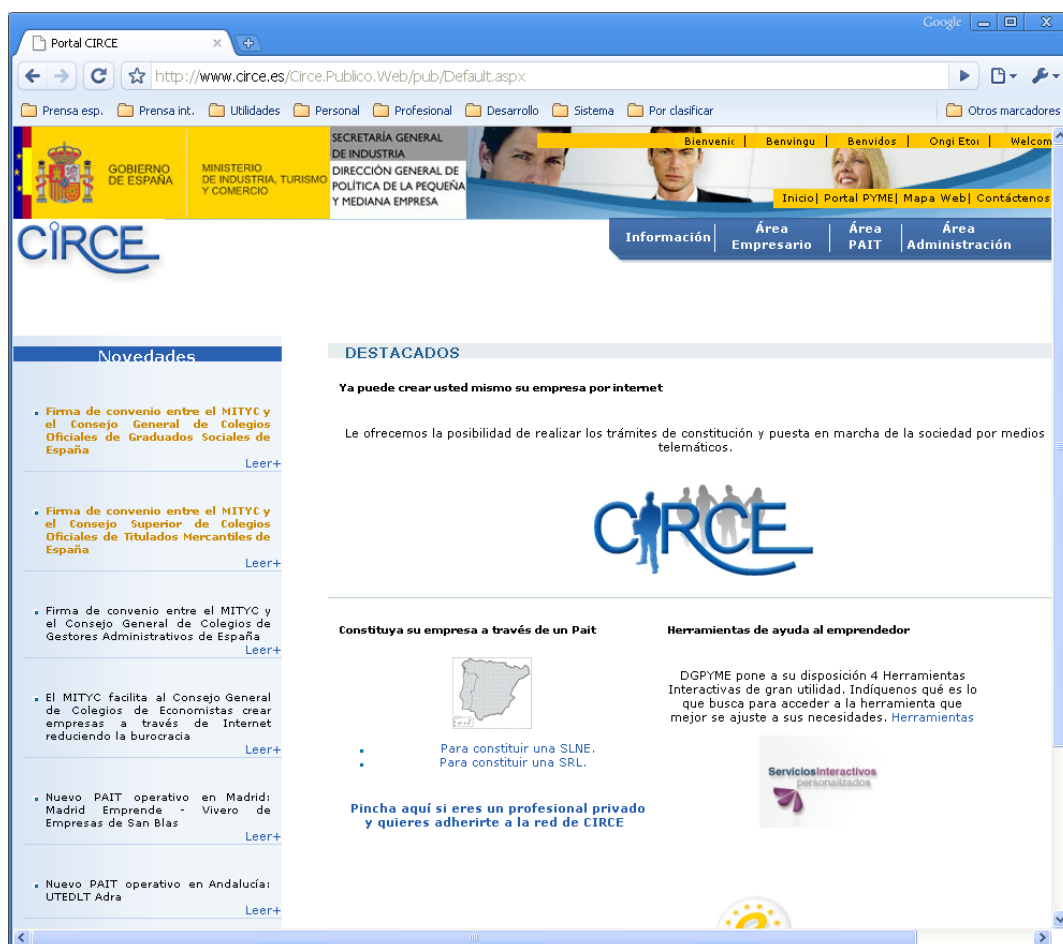 Google
Portal CIRCE
http://www.circe.es/Circe.Publico.Web/pub/Default.aspx
Prensa esp.
Prensa int.
Utilidades
Personal
Profesional
Desarrollo
Sistema
Por clasificar
Otros marcadores
GOBIERNO
DE ESPAÑA
MINISTERIO
DE INDUSTRIA, TURISMO
Y COMERCIO
SECRETARÍA GENERAL
DE INDUSTRIA
DIRECCIÓN GENERAL DE
POLÍTICA DE LA PEQUEÑA
Y MEDIANA EMPRESA
Bienvenic | Benvingu | Benvidos | Ongi Etor | Welcom
Inicio| Portal PYME| Mapa Web| Contáctenos
CIRCE
Información
Área
Empresario
Área
PAIT
Área
Administración
Novedades
Firma de convenio entre el MITYC y
el Consejo General de Colegios
Oficiales de Graduados Sociales de
España
Leer+
Firma de convenio entre el MITYC y
el Consejo Superior de Colegios
Oficiales de Titulados Mercantiles de
España
Leer+
Firma de convenio entre el MITYC y
el Consejo General de Colegios de
Gestores Administrativos de España
Leer+
El MITYC facilita al Consejo General
de Colegios de Economistas crear
empresas a través de Internet
reduciendo la burocracia
Leer+
Nuevo PAIT operativo en Madrid:
Madrid Emprende - Vivero de
Empresas de San Blas
Leer+
Nuevo PAIT operativo en Andalucía:
UTEDLT Adra
Leer+
DESTACADOS
Ya puede crear usted mismo su empresa por internet
Le ofrecemos la posibilidad de realizar los trámites de constitución y puesta en marcha de la sociedad por medios
telemáticos.
CIRCE
Constituya su empresa a través de un Pait
Para constituir una SLNE.
Para constituir una SRL.
Pincha aquí si eres un profesional privado
y quieres adherirte a la red de CIRCE
Herramientas de ayuda al emprendedor
DGPYME pone a su disposición 4 Herramientas
Interactivas de gran utilidad. Indíquenos qué es lo
que busca para acceder a la herramienta que
mejor se ajuste a sus necesidades. Herramientas
ServiciosInteractivos
personalizados
e